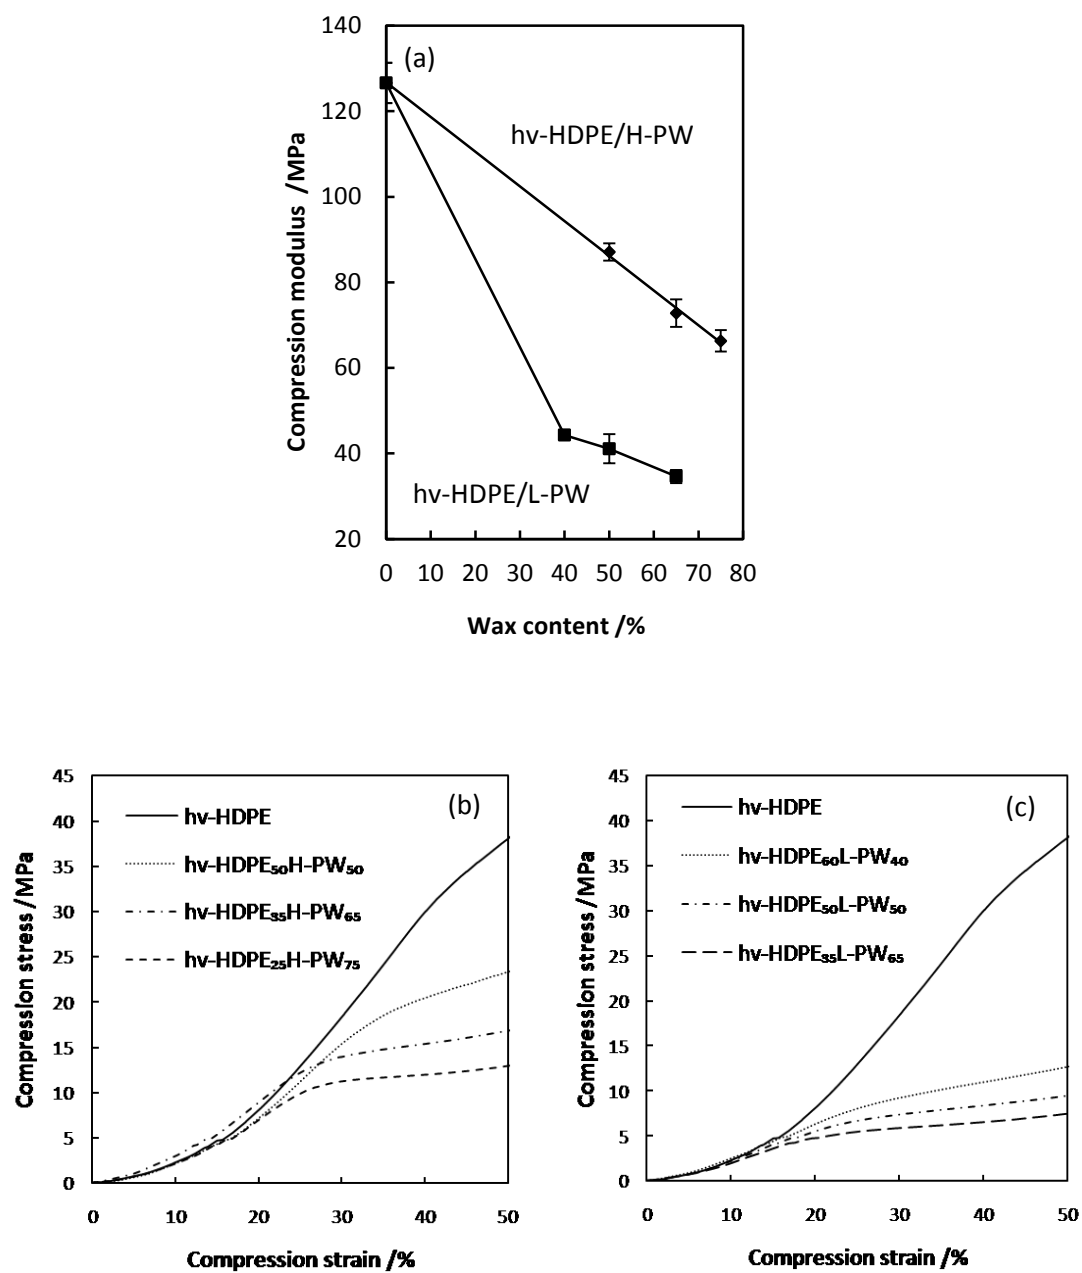 (a)
140
120
100
80
60
40
20
Compression modulus /MPa
hv-HDPE/H-PW
hv-HDPE/L-PW
0 10 20 30 40 50 60 70 80
Wax content /%
(b)
45
40
35
30
25
20
15
10
5
0
Compression stress /MPa
hv-HDPE
hv-HDPE₅₀H-PW₅₀
hv-HDPE₃₅H-PW₆₅
hv-HDPE₂₅H-PW₇₅
0 10 20 30 40 50
Compression strain /%
(c)
45
40
35
30
25
20
15
10
5
0
Compression stress /MPa
hv-HDPE
hv-HDPE₆₀L-PW₄₀
hv-HDPE₅₀L-PW₅₀
hv-HDPE₃₅L-PW₆₅
0 10 20 30 40 50
Compression strain /%